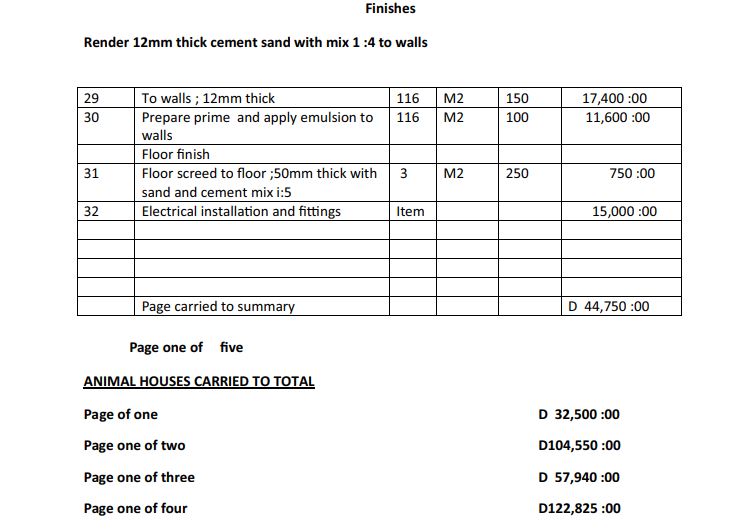 Finishes
Render 12mm thick cement sand with mix 1 :4 to walls
29 To walls ; 12mm thick 116 M2 150 17,400 :00
30 Prepare prime and apply emulsion to 116 M2 100 11,600 :00
walls
Floor finish
31 Floor screed to floor ;50mm thick with 3 M2 250 750 :00
sand and cement mix i:5
32 Electrical installation and fittings Item 15,000 :00
Page carried to summary D 44,750 :00
Page one of five
ANIMAL HOUSES CARRIED TO TOTAL
Page of one D 32,500 :00
Page one of two D104,550 :00
Page one of three D 57,940 :00
Page one of four D122,825 :00